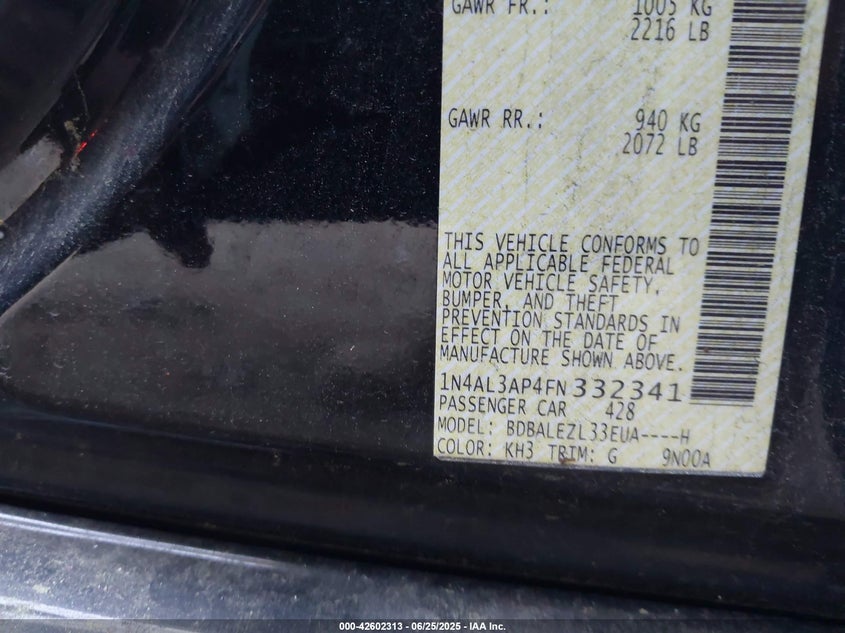 GAWR FR.: 1005 KG
2216 LB
GAWR RR.: 940 KG
2072 LB
THIS VEHICLE CONFORMS TO
ALL APPLICABLE FEDERAL
MOTOR VEHICLE SAFETY,
BUMPER, AND THEFT
PREVENTION STANDARDS IN
EFFECT ON THE DATE OF
MANUFACTURE SHOWN ABOVE.
1N4AL3AP4FN332341
PASSENGER CAR 428
MODEL: BDBALEZL33EUA----H
COLOR: KH3 TRIM: G 9N00A
000-42602313 - 06/25/2025 - IAA Inc.